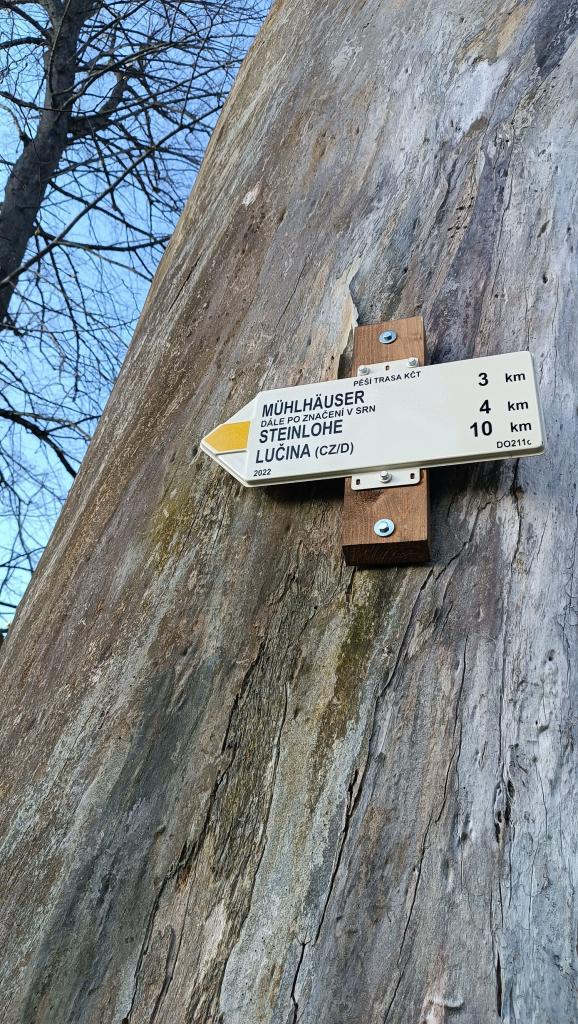 PĚŠÍ TRASA KČT
MÜHLHÄUSER 3 km
DÁLE PO ZNAČENÍ V SRN
STEINLOHE 4 km
LUČINA (CZ/D) 10 km
2022 DO211c